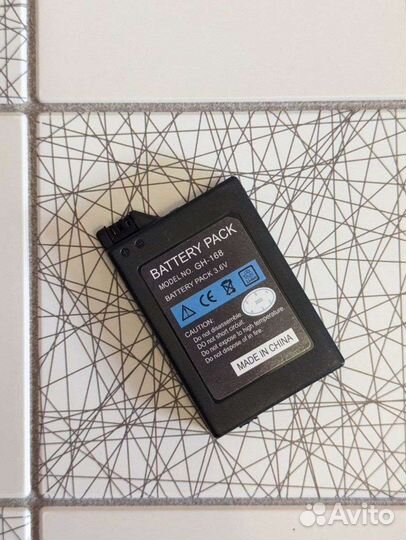 BATTERY PACK
MODEL NO. GH-168
BATTERY PACK 3.6V
CE
CAUTION:
Do not disassemble
Do not short circuit.
Do not expose to high temperature.
Do not dispose of in fire.
MADE IN CHINA
Avito